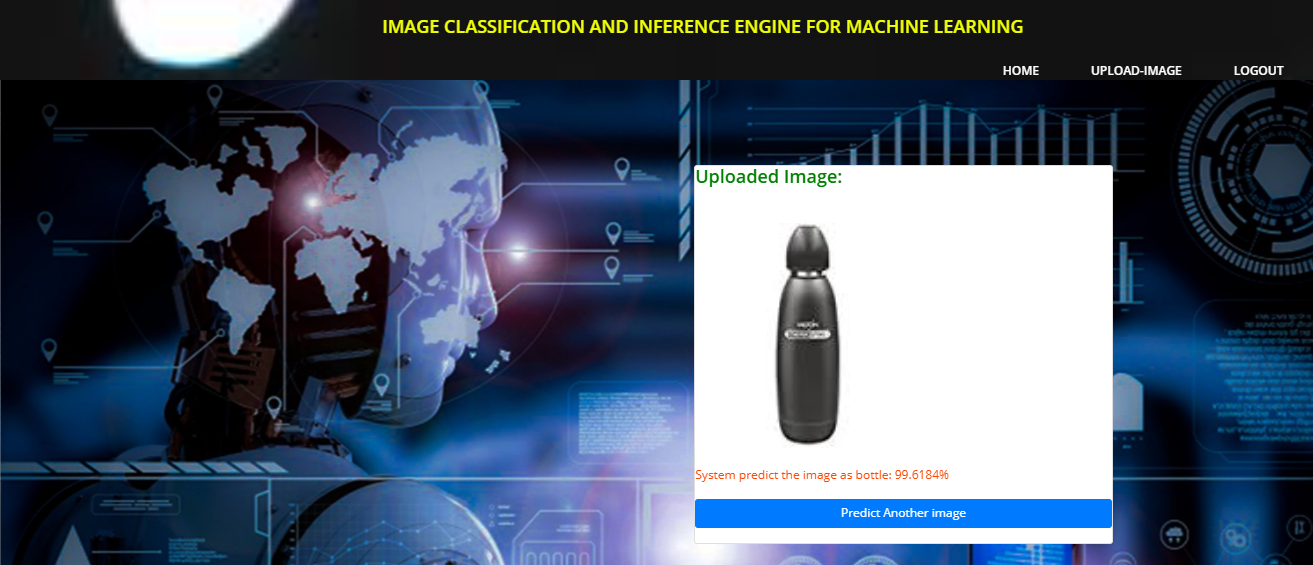 IMAGE CLASSIFICATION AND INFERENCE ENGINE FOR MACHINE LEARNING
HOME UPLOAD-IMAGE LOGOUT
Uploaded Image:
System predict the image as bottle: 99.6184%
Predict Another image